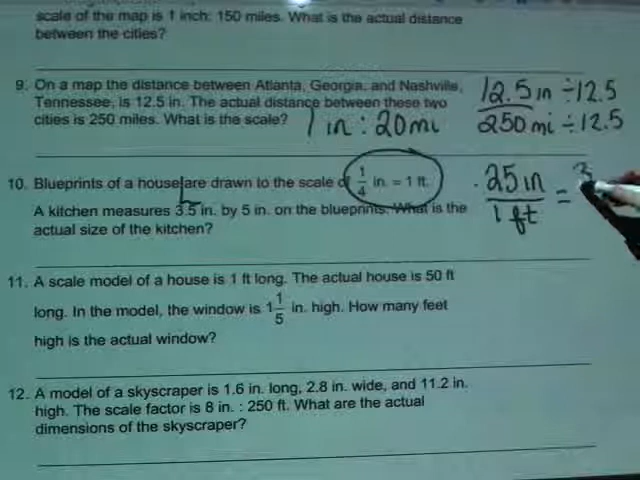 scale of the map is 1 inch: 150 miles. What is the actual distance
between the cities?
9. On a map the distance between Atlanta, Georgia, and Nashville,
Tennessee, is 12.5 in. The actual distance between these two
cities is 250 miles. What is the scale? 1 in : 20mi
12.5 in ÷12.5
250 mi ÷12.5
10. Blueprints of a house are drawn to the scale of 1/4 in. = 1 ft.
A kitchen measures 3.5 in. by 5 in. on the blueprints. What is the
actual size of the kitchen?
.25 in
1 ft
= 3
11. A scale model of a house is 1 ft long. The actual house is 50 ft
long. In the model, the window is 1 1/5 in. high. How many feet
high is the actual window?
12. A model of a skyscraper is 1.6 in. long, 2.8 in. wide, and 11.2 in.
high. The scale factor is 8 in. : 250 ft. What are the actual
dimensions of the skyscraper?